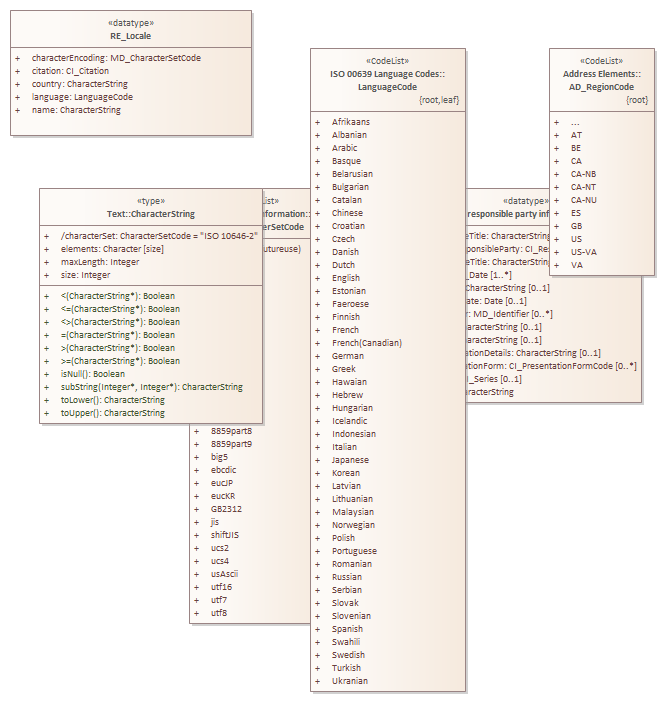 «datatype»
RE_Locale
+ characterEncoding: MD_CharacterSetCode
+ citation: CI_Citation
+ country: CharacterString
+ language: LanguageCode
+ name: CharacterString
«type»
Text::CharacterString
+ /characterSet: CharacterSetCode = "ISO 10646-2"
+ elements: Character [size]
+ maxLength: Integer
+ size: Integer
+ <(CharacterString*): Boolean
+ <=(CharacterString*): Boolean
+ <>(CharacterString*): Boolean
+ =(CharacterString*): Boolean
+ >(CharacterString*): Boolean
+ >=(CharacterString*): Boolean
+ isNull(): Boolean
+ subString(Integer*, Integer*): CharacterString
+ toLower(): CharacterString
+ toUpper(): CharacterString
List»
formation::
erSetCode
utureuse)
+ 8859part8
+ 8859part9
+ big5
+ ebcdic
+ eucJP
+ eucKR
+ GB2312
+ jis
+ shiftJIS
+ ucs2
+ ucs4
+ usAscii
+ utf16
+ utf7
+ utf8
«CodeList»
ISO 00639 Language Codes::
LanguageCode
{root,leaf}
+ Afrikaans
+ Albanian
+ Arabic
+ Basque
+ Belarusian
+ Bulgarian
+ Catalan
+ Chinese
+ Croatian
+ Czech
+ Danish
+ Dutch
+ English
+ Estonian
+ Faeroese
+ Finnish
+ French
+ French(Canadian)
+ German
+ Greek
+ Hawaian
+ Hebrew
+ Hungarian
+ Icelandic
+ Indonesian
+ Italian
+ Japanese
+ Korean
+ Latvian
+ Lithuanian
+ Malaysian
+ Norwegian
+ Polish
+ Portuguese
+ Romanian
+ Russian
+ Serbian
+ Slovak
+ Slovenian
+ Spanish
+ Swahili
+ Swedish
+ Turkish
+ Ukranian
«CodeList»
Address Elements::
AD_RegionCode
{root}
+ ...
+ AT
+ BE
+ CA
+ CA-NB
+ CA-NT
+ CA-NU
+ ES
+ GB
+ US
+ US-VA
+ VA
«datatype»
responsible party inf
eTitle: CharacterString
ponsibleParty: CI_Res
eTitle: CharacterString
_Date [1..*]
CharacterString [0..1]
ate: Date [0..1]
r: MD_Identifier [0..*]
aracterString [0..1]
aracterString [0..1]
ationDetails: CharacterString [0..1]
utionForm: CI_PresentationFormCode [0..*]
I_Series [0..1]
aracterString